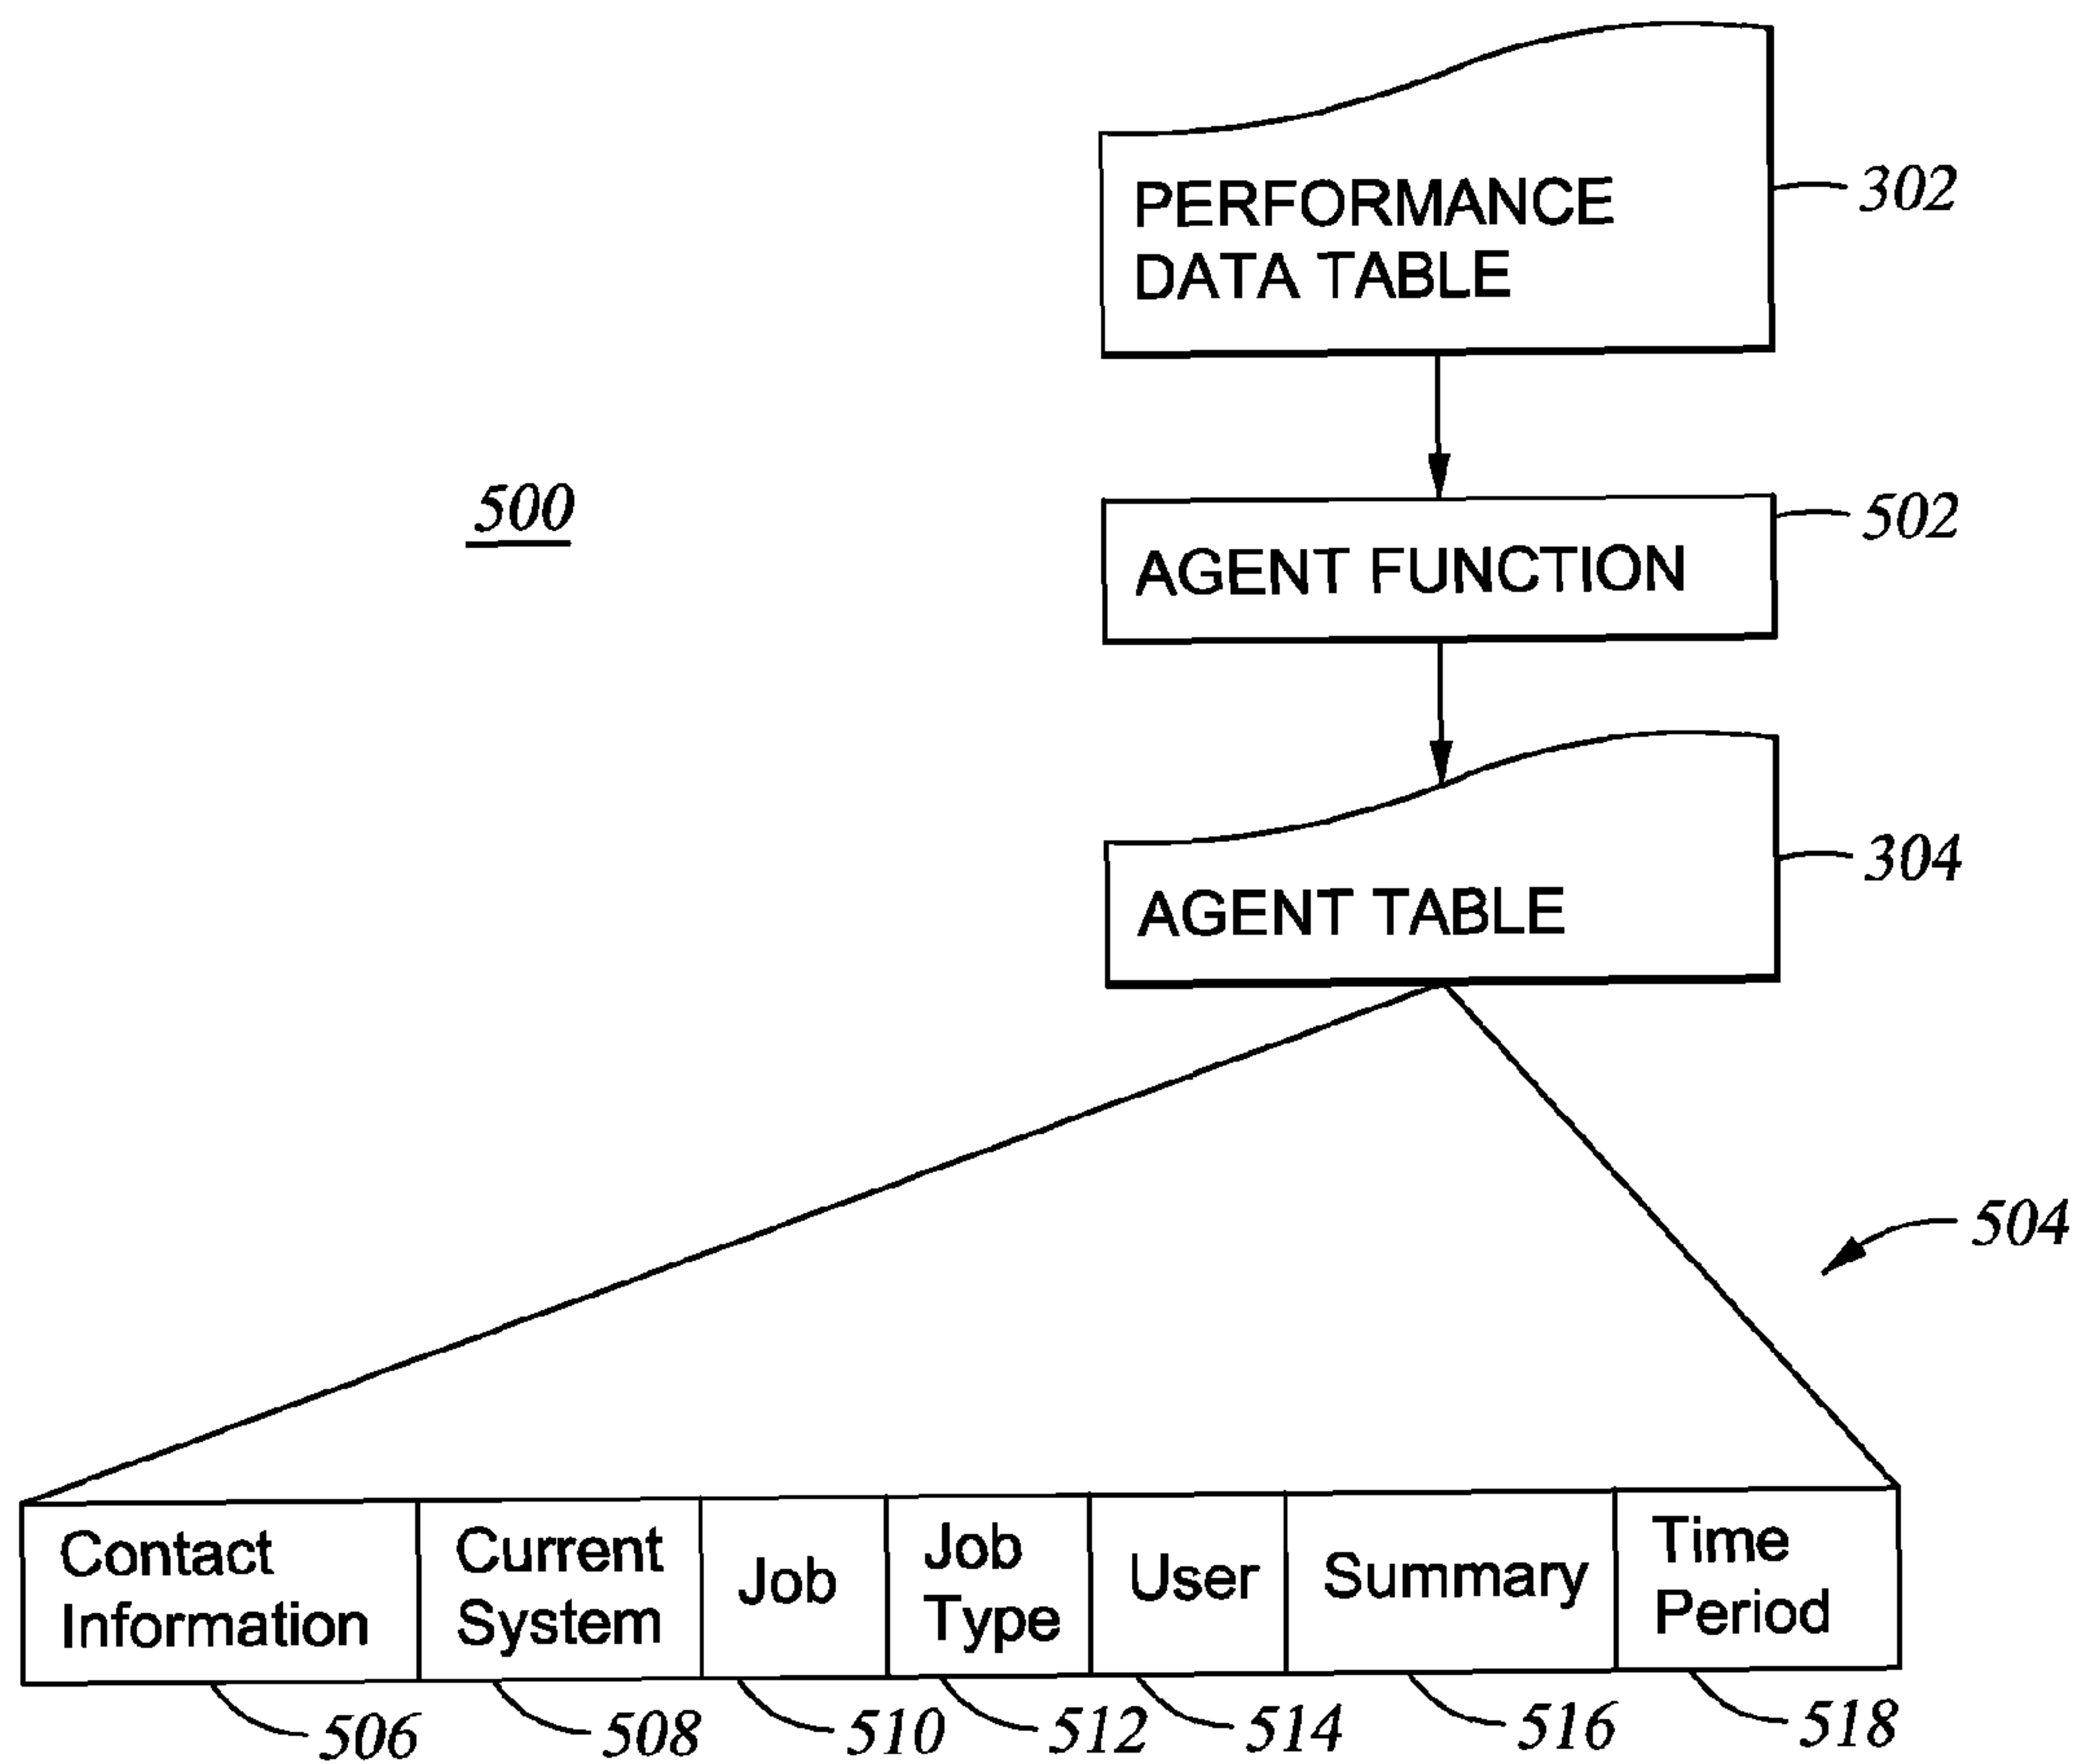 PERFORMANCE
DATA TABLE
302
500
502
AGENT FUNCTION
304
AGENT TABLE
504
Contact
Information
Current
System
Job
Job
Type
User
Summary
Time
Period
506
508
510
512
514
516
518